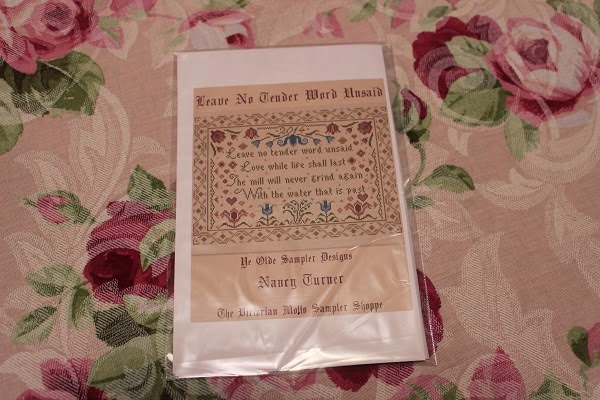 Leave No Tender Word Unsaid
2014
Leave no tender word unsaid
Love while life shall last
The mill will never grind again
With the water that is past
Ye Olde Sampler Designs
Nancy Turner
The Victorian Motto Sampler Shoppe